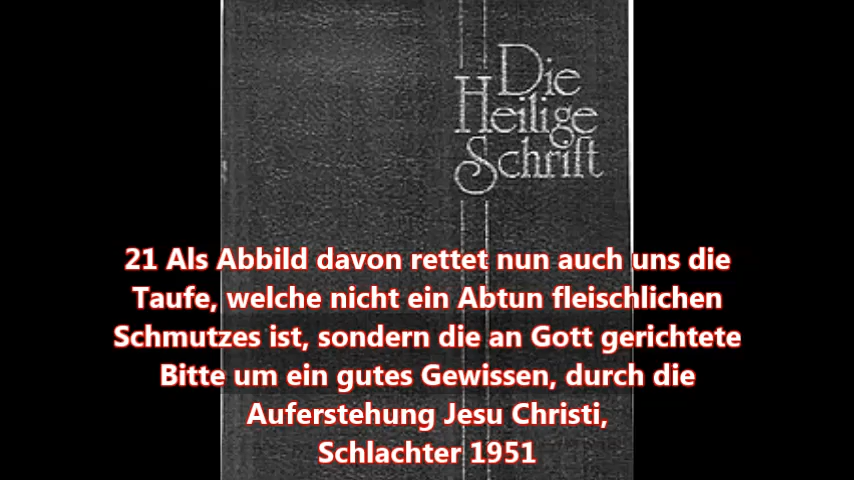 Die
Heilige
Schrift
21 Als Abbild davon rettet nun auch uns die
Taufe, welche nicht ein Abtun fleischlichen
Schmutzes ist, sondern die an Gott gerichtete
Bitte um ein gutes Gewissen, durch die
Auferstehung Jesu Christi,
Schlachter 1951